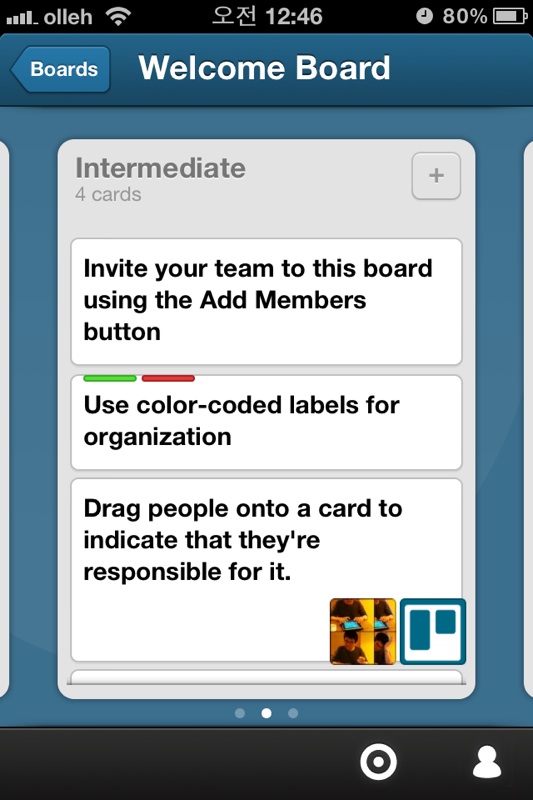 olleh 오전 12:46 80%
Boards Welcome Board
Intermediate
4 cards
+
Invite your team to this board
using the Add Members
button
Use color-coded labels for
organization
Drag people onto a card to
indicate that they're
responsible for it.